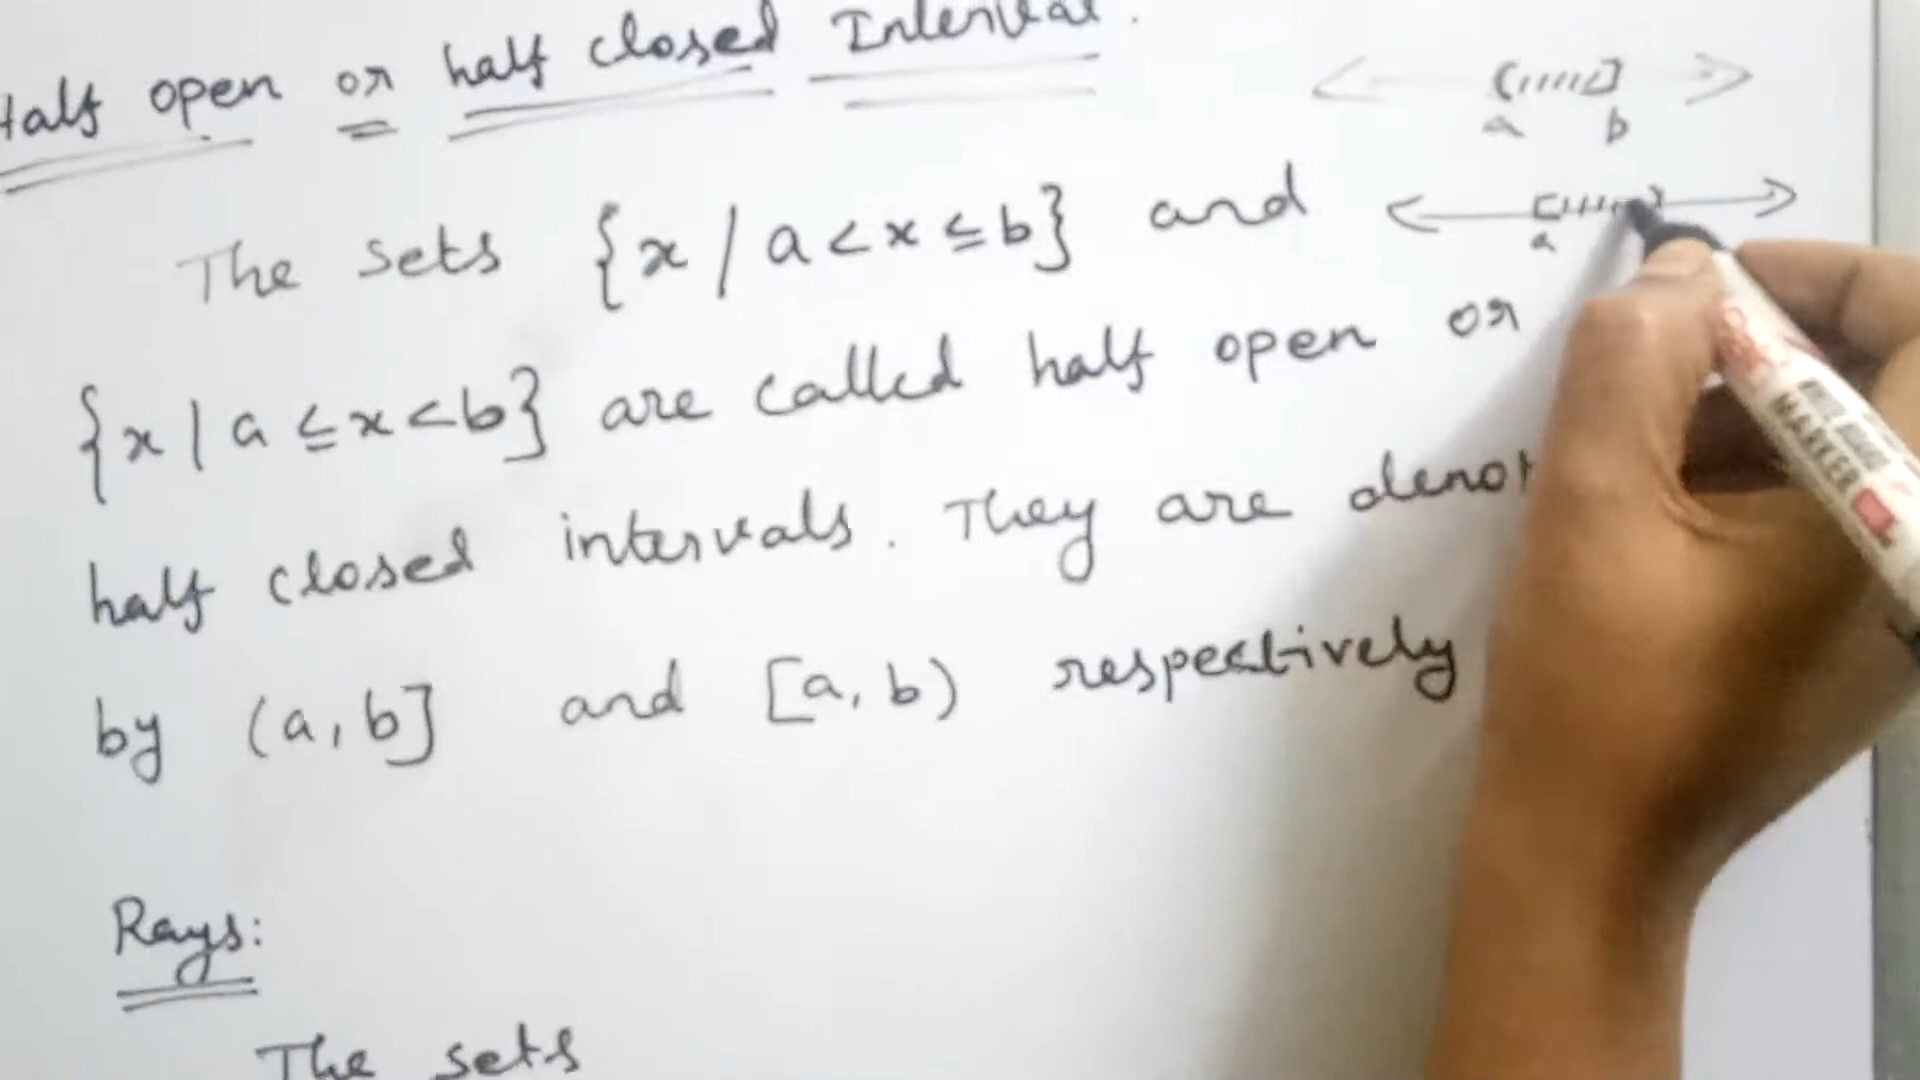 Half open or half closed Interval.
a b
The sets {x / a < x ≤ b} and
a
{x / a ≤ x < b} are called half open or
half closed intervals. They are
by (a, b] and [a, b) respectively
Rays:
The sets
MARKER